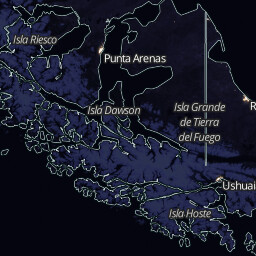 Isla Riesco
Punta Arenas
Isla Dawson
Isla Grande
de Tierra
del Fuego
R
Ushuai
Isla Hoste